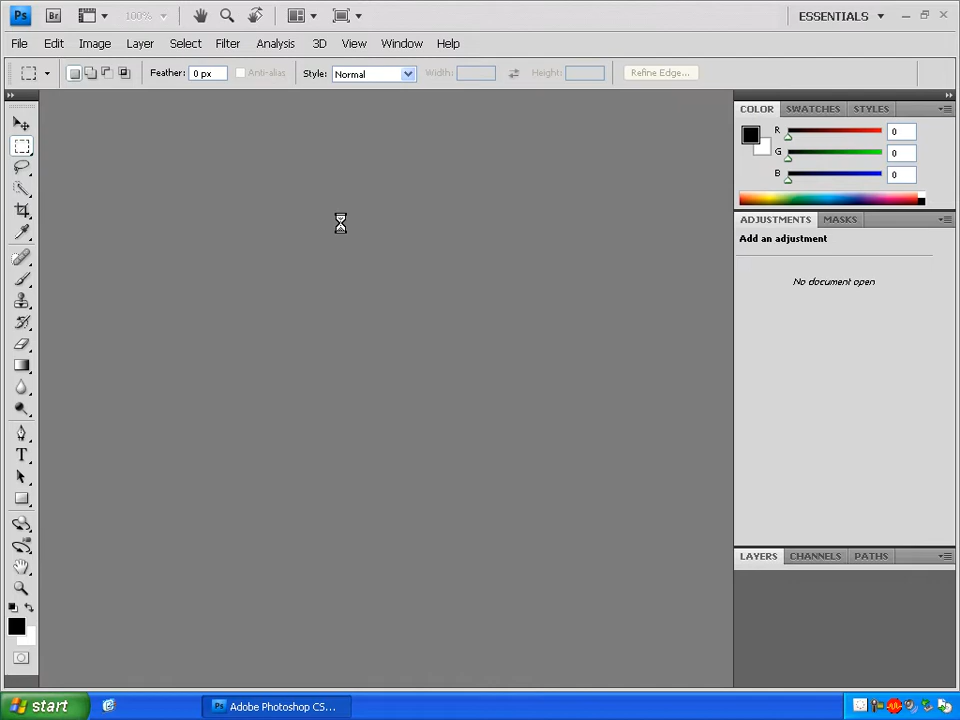 Ps Br 100% ESSENTIALS
File Edit Image Layer Select Filter Analysis 3D View Window Help
Feather: 0 px Anti-alias Style: Normal Width: Height: Refine Edge...
COLOR SWATCHES STYLES
R 0
G 0
B 0
ADJUSTMENTS MASKS
Add an adjustment
No document open
T
LAYERS CHANNELS PATHS
start Ps Adobe Photoshop CS...